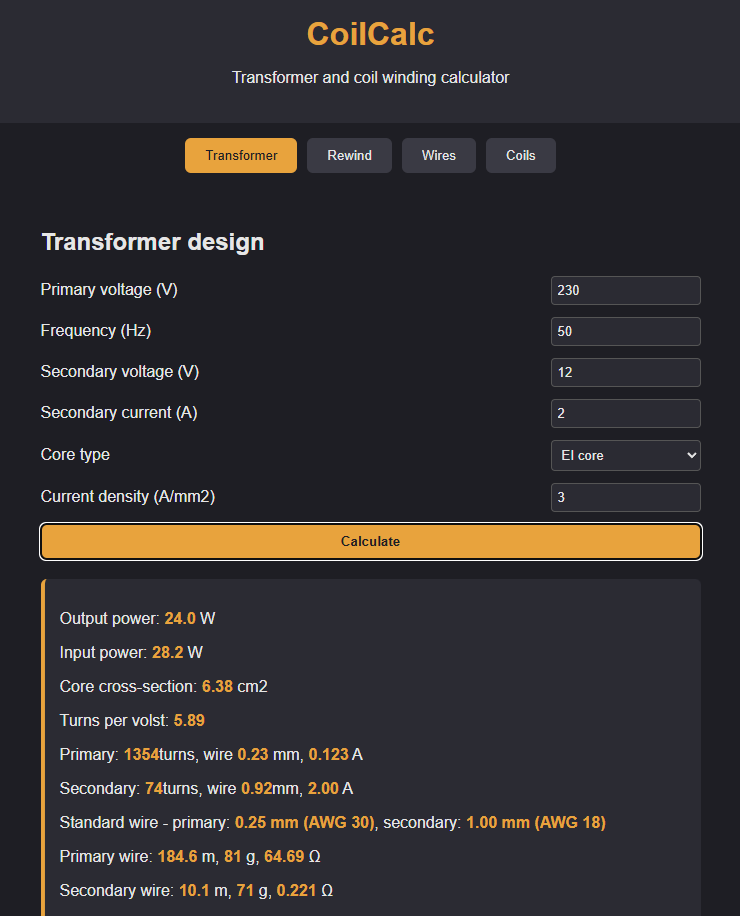 CoilCalc
Transformer and coil winding calculator
Transformer Rewind Wires Coils
Transformer design
Primary voltage (V) 230
Frequency (Hz) 50
Secondary voltage (V) 12
Secondary current (A) 2
Core type EI core
Current density (A/mm2) 3
Calculate
Output power: 24.0 W
Input power: 28.2 W
Core cross-section: 6.38 cm2
Turns per volst: 5.89
Primary: 1354turns, wire 0.23 mm, 0.123 A
Secondary: 74turns, wire 0.92mm, 2.00 A
Standard wire - primary: 0.25 mm (AWG 30), secondary: 1.00 mm (AWG 18)
Primary wire: 184.6 m, 81 g, 64.69 Ω
Secondary wire: 10.1 m, 71 g, 0.221 Ω